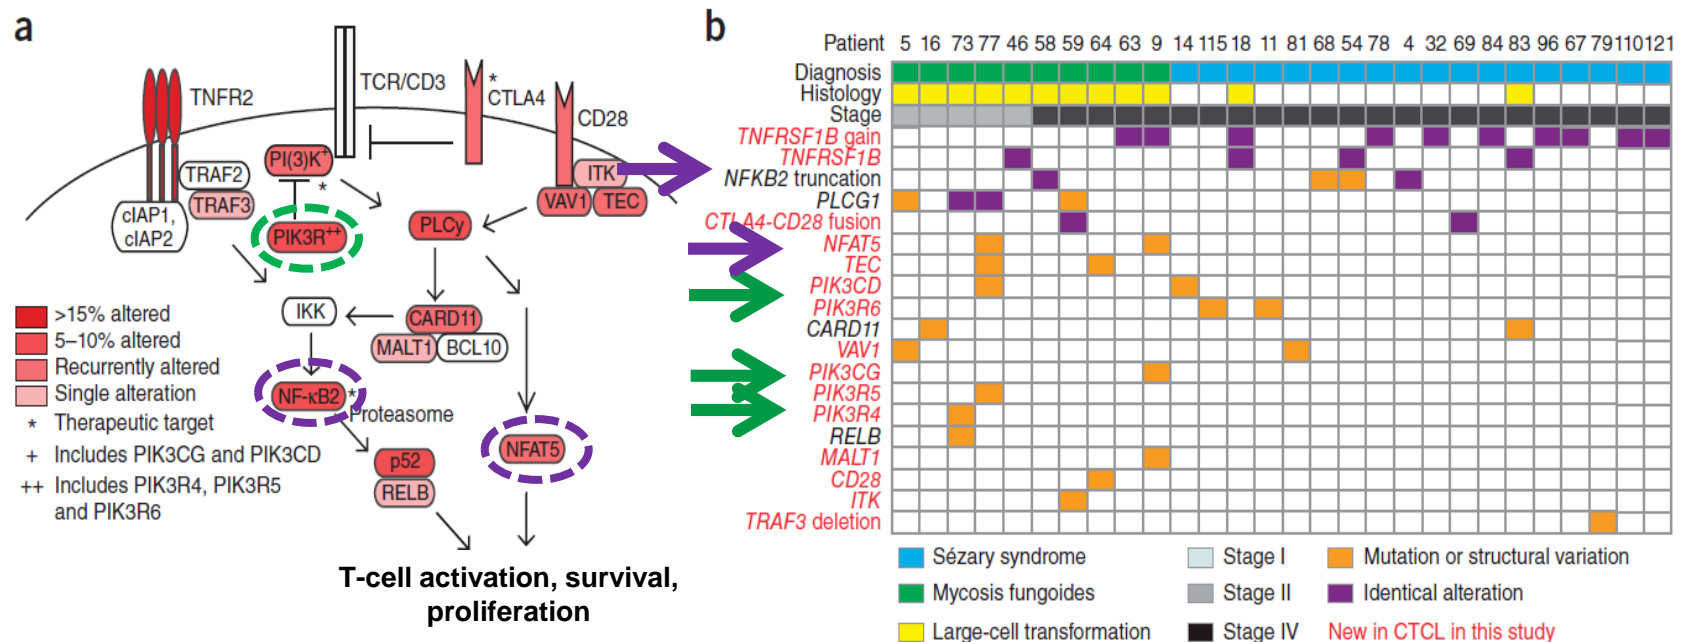 a
TNFR2
TCR/CD3
*
CTLA4
CD28
PI(3)K+
*
TRAF2
TRAF3
cIAP1,
cIAP2
PIK3R++
ITK
VAV1
TEC
PLCy
IKK
CARD11
MALT1
BCL10
NF-κB2
*
Proteasome
NFAT5
p52
RELB
>15% altered
5–10% altered
Recurrently altered
Single alteration
* Therapeutic target
+ Includes PIK3CG and PIK3CD
++ Includes PIK3R4, PIK3R5
and PIK3R6
T-cell activation, survival,
proliferation
b
Patient 5 16 73 77 46 58 59 64 63 9 14 115 18 11 81 68 54 78 4 32 69 84 83 96 67 79 110 121
Diagnosis
Histology
Stage
TNFRSF1B gain
TNFRSF1B
NFKB2 truncation
PLCG1
CTLA4-CD28 fusion
NFAT5
TEC
PIK3CD
PIK3R6
CARD11
VAV1
PIK3CG
PIK3R5
PIK3R4
RELB
MALT1
CD28
ITK
TRAF3 deletion
Sézary syndrome
Mycosis fungoides
Large-cell transformation
Stage I
Stage II
Stage IV
Mutation or structural variation
Identical alteration
New in CTCL in this study